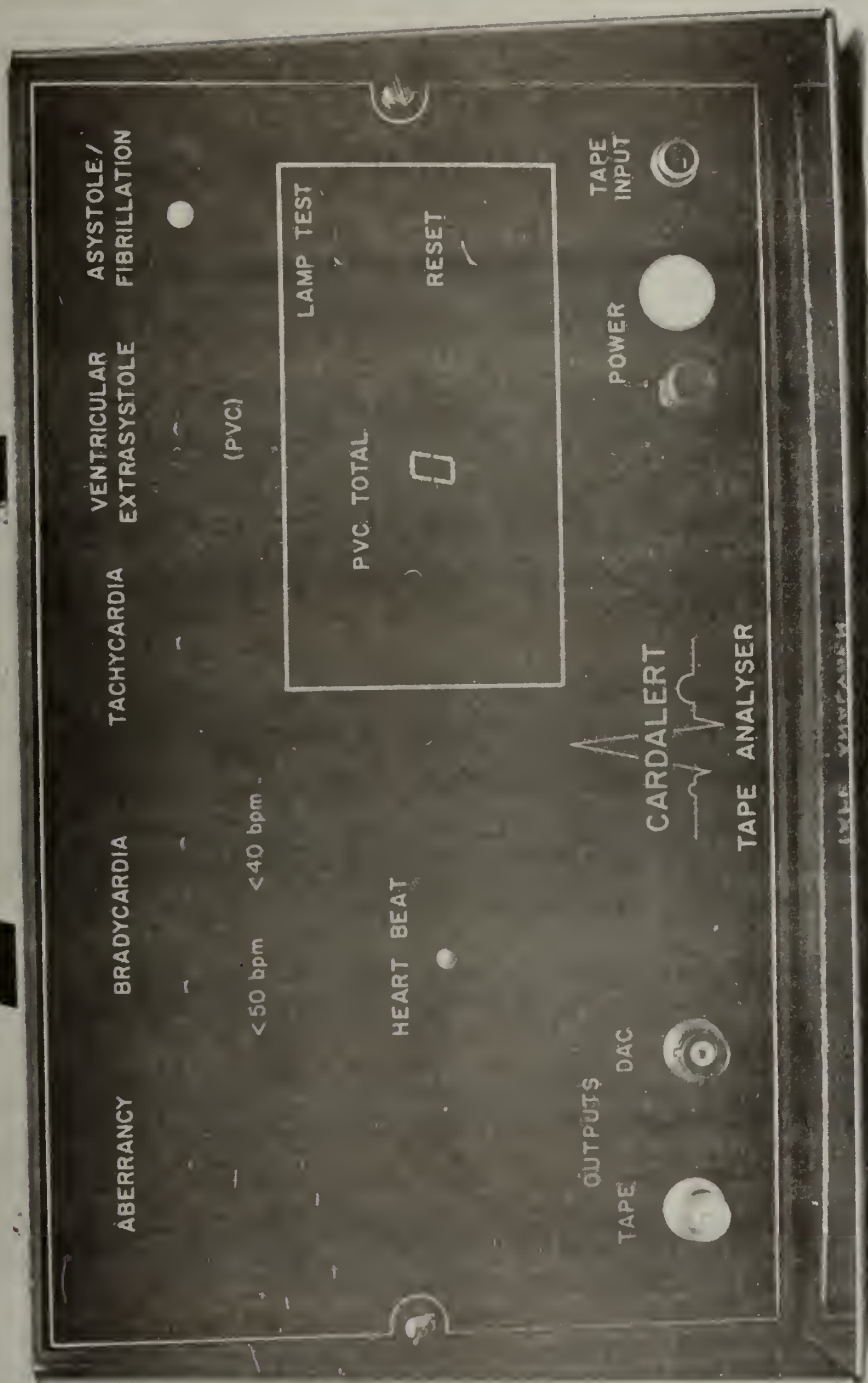 ABERRANCY
BRADYCARDIA
<50 bpm <40 bpm
TACHYCARDIA
VENTRICULAR
EXTRASYSTOLE
(PVC)
ASYSTOLE/
FIBRILLATION
HEART BEAT
PVC TOTAL
0
LAMP TEST
RESET
OUTPUTS
TAPE DAC
CARDALERT
TAPE ANALYSER
POWER
TAPE
INPUT